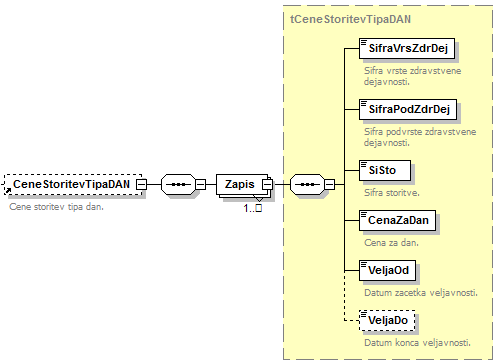 tCeneStoritevTipaDAN
SifraVrsZdrDej
Sifra vrste zdravstvene
dejavnosti.
SifraPodZdrDej
Sifra podvrste zdravstvene
dejavnosti.
CeneStoritevTipaDAN
Cene storitev tipa dan.
Zapis
1..
SiSto
Sifra storitve.
CenaZaDan
Cena za dan.
VeljaOd
Datum zacetka veljavnosti.
VeljaDo
Datum konca veljavnosti.